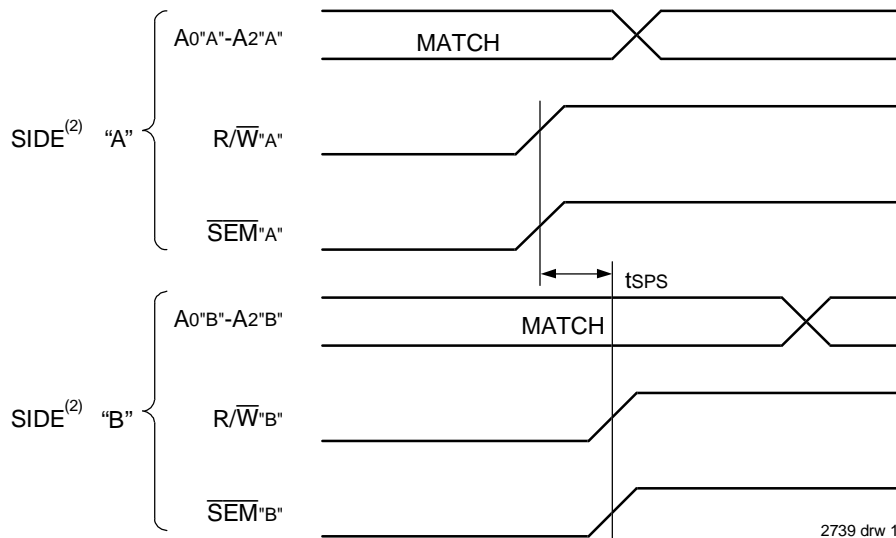 A0"A"-A2"A"
MATCH
SIDE(2) “A”
R/W"A"
SEM"A"
tSPS
A0"B"-A2"B"
MATCH
SIDE(2) “B”
R/W"B"
SEM"B"
2739 drw 1